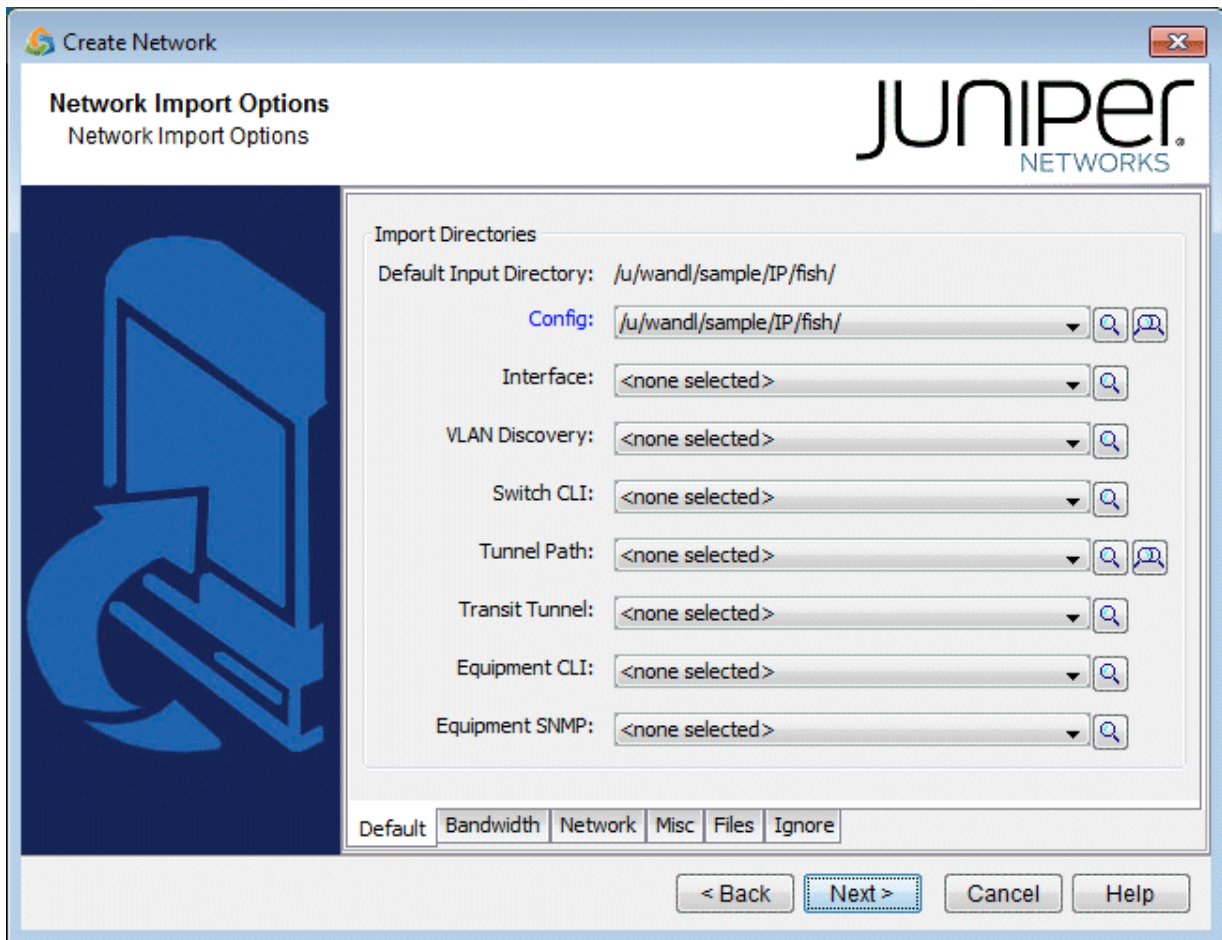 Create Network
Network Import Options
Network Import Options
JUNIPER
NETWORKS
Import Directories
Default Input Directory: /u/wandl/sample/IP/fish/
Config: /u/wandl/sample/IP/fish/
Interface: <none selected>
VLAN Discovery: <none selected>
Switch CLI: <none selected>
Tunnel Path: <none selected>
Transit Tunnel: <none selected>
Equipment CLI: <none selected>
Equipment SNMP: <none selected>
Default Bandwidth Network Misc Files Ignore
< Back Next > Cancel Help